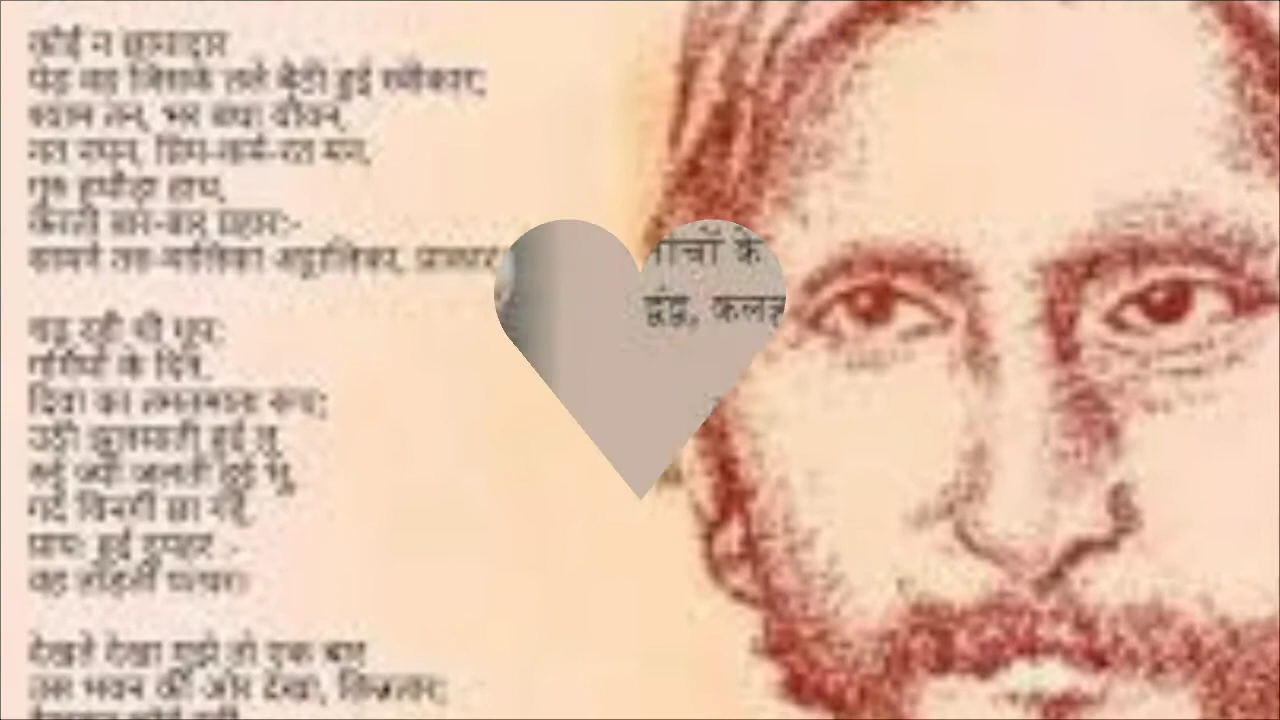 कोई न छायादार
पेड़ वह जिसके तले बैठी हुई स्वीकार;
श्याम तन, भर बंधा यौवन,
नत नयन, प्रिय-कर्म-रत मन,
गुरु हथौड़ा हाथ,
करती बार-बार प्रहार:-
सामने तरु-मालिका अट्टालिका, प्राकार
के
द्वंद्व,
चढ़ रही थी धूप;
गर्मियों के दिन,
दिवा का तमतमाता रूप;
उठी झुलसाती हुई लू
रुई ज्यों जलती हुई भू,
गर्द चिनगी छा गई,
प्रायः हुई दुपहर :-
वह तोड़ती पत्थर।
देखते देखा मुझे तो एक बार
उस भवन की ओर देखा, छिन्नतार;